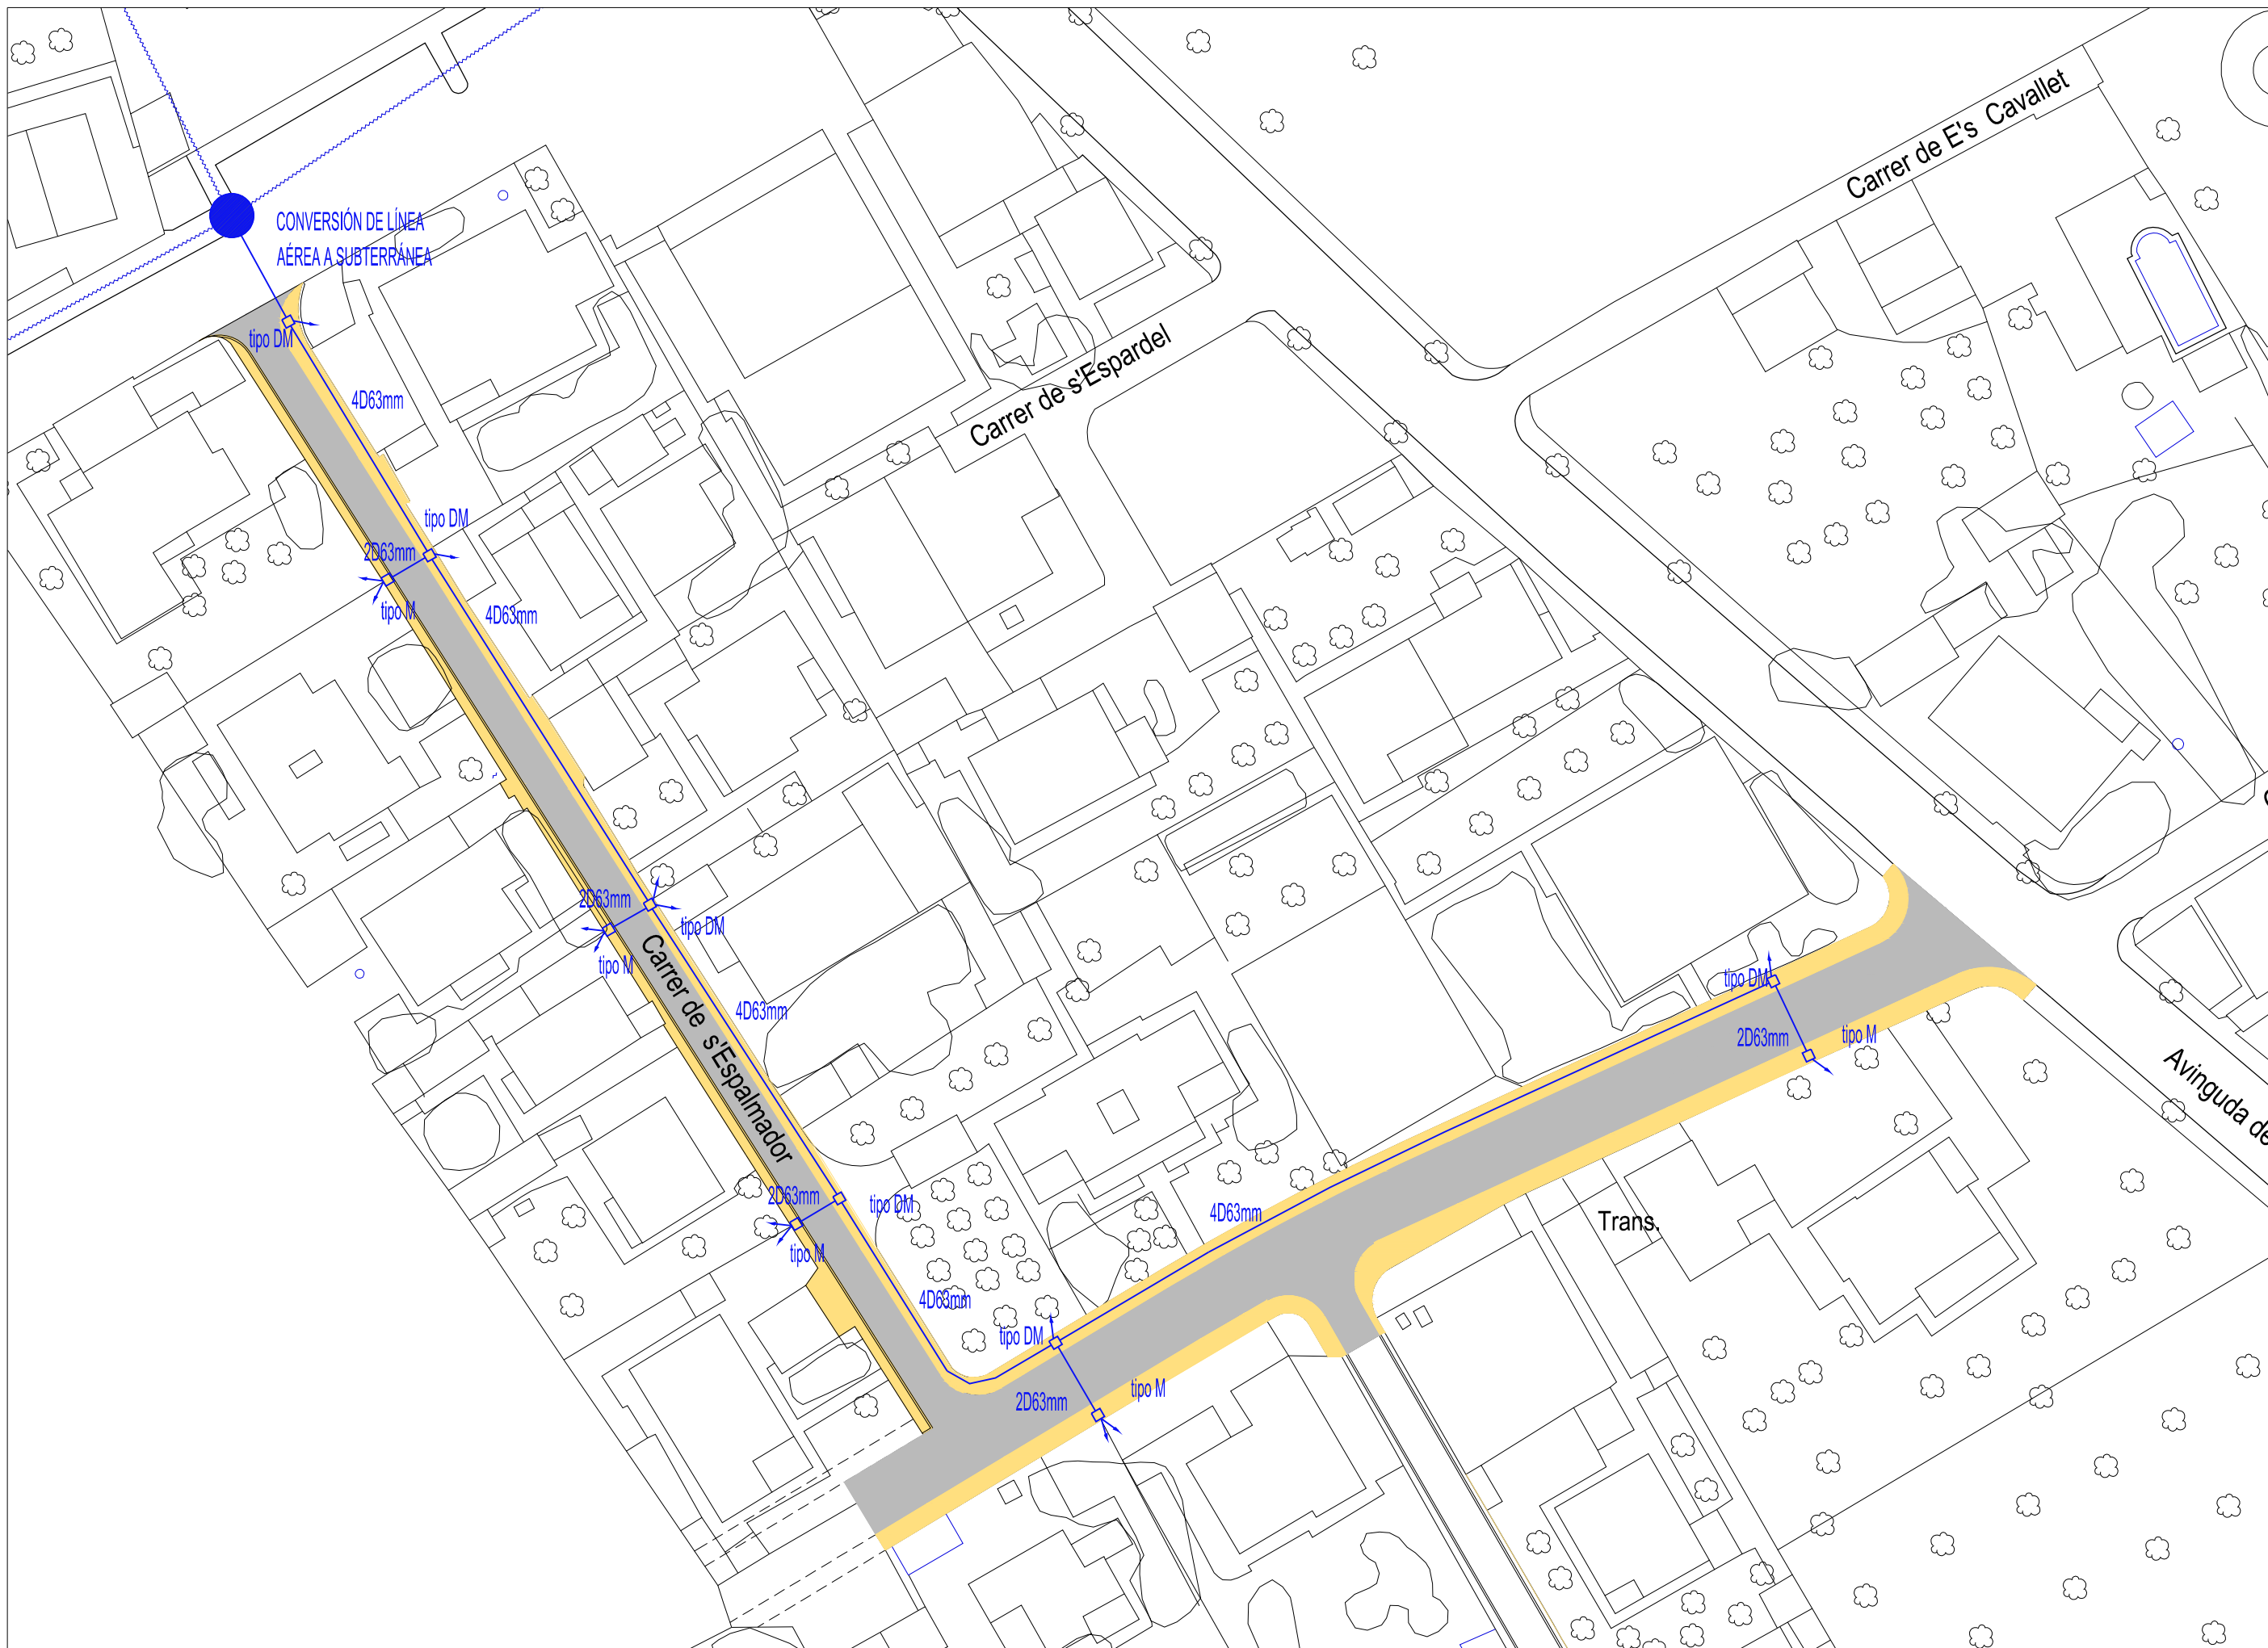 Carrer de E's Cavallet
CONVERSIÓN DE LÍNEA
AÉREA A SUBTERRÁNEA
tipo DM
Carrer de s'Espardel
4D63mm
tipo DM
2D63mm
tipo M
4D63mm
2D63mm
tipo DM
tipo M
Carrer de s'Espalmador
4D63mm
tipo DM
2D63mm
tipo M
Avinguda de
2D63mm
tipo DM
tipo M
4D63mm
Trans.
4D63mm
tipo DM
2D63mm
tipo M